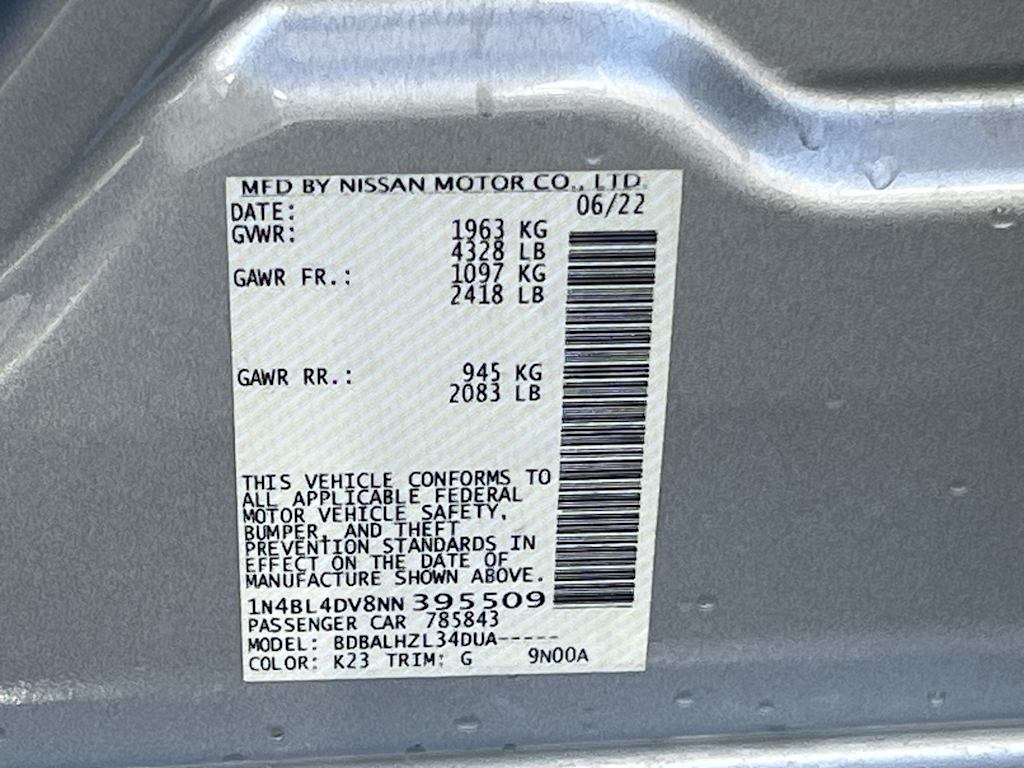 MFD BY NISSAN MOTOR CO., LTD.
DATE: 06/22
GVWR: 1963 KG
4328 LB
GAWR FR.: 1097 KG
2418 LB
GAWR RR.: 945 KG
2083 LB
THIS VEHICLE CONFORMS TO
ALL APPLICABLE FEDERAL
MOTOR VEHICLE SAFETY,
BUMPER, AND THEFT
PREVENTION STANDARDS IN
EFFECT ON THE DATE OF
MANUFACTURE SHOWN ABOVE.
1N4BL4DV8NN 395509
PASSENGER CAR 785843
MODEL: BDBALHZL34DUA-----
COLOR: K23 TRIM: G 9N00A